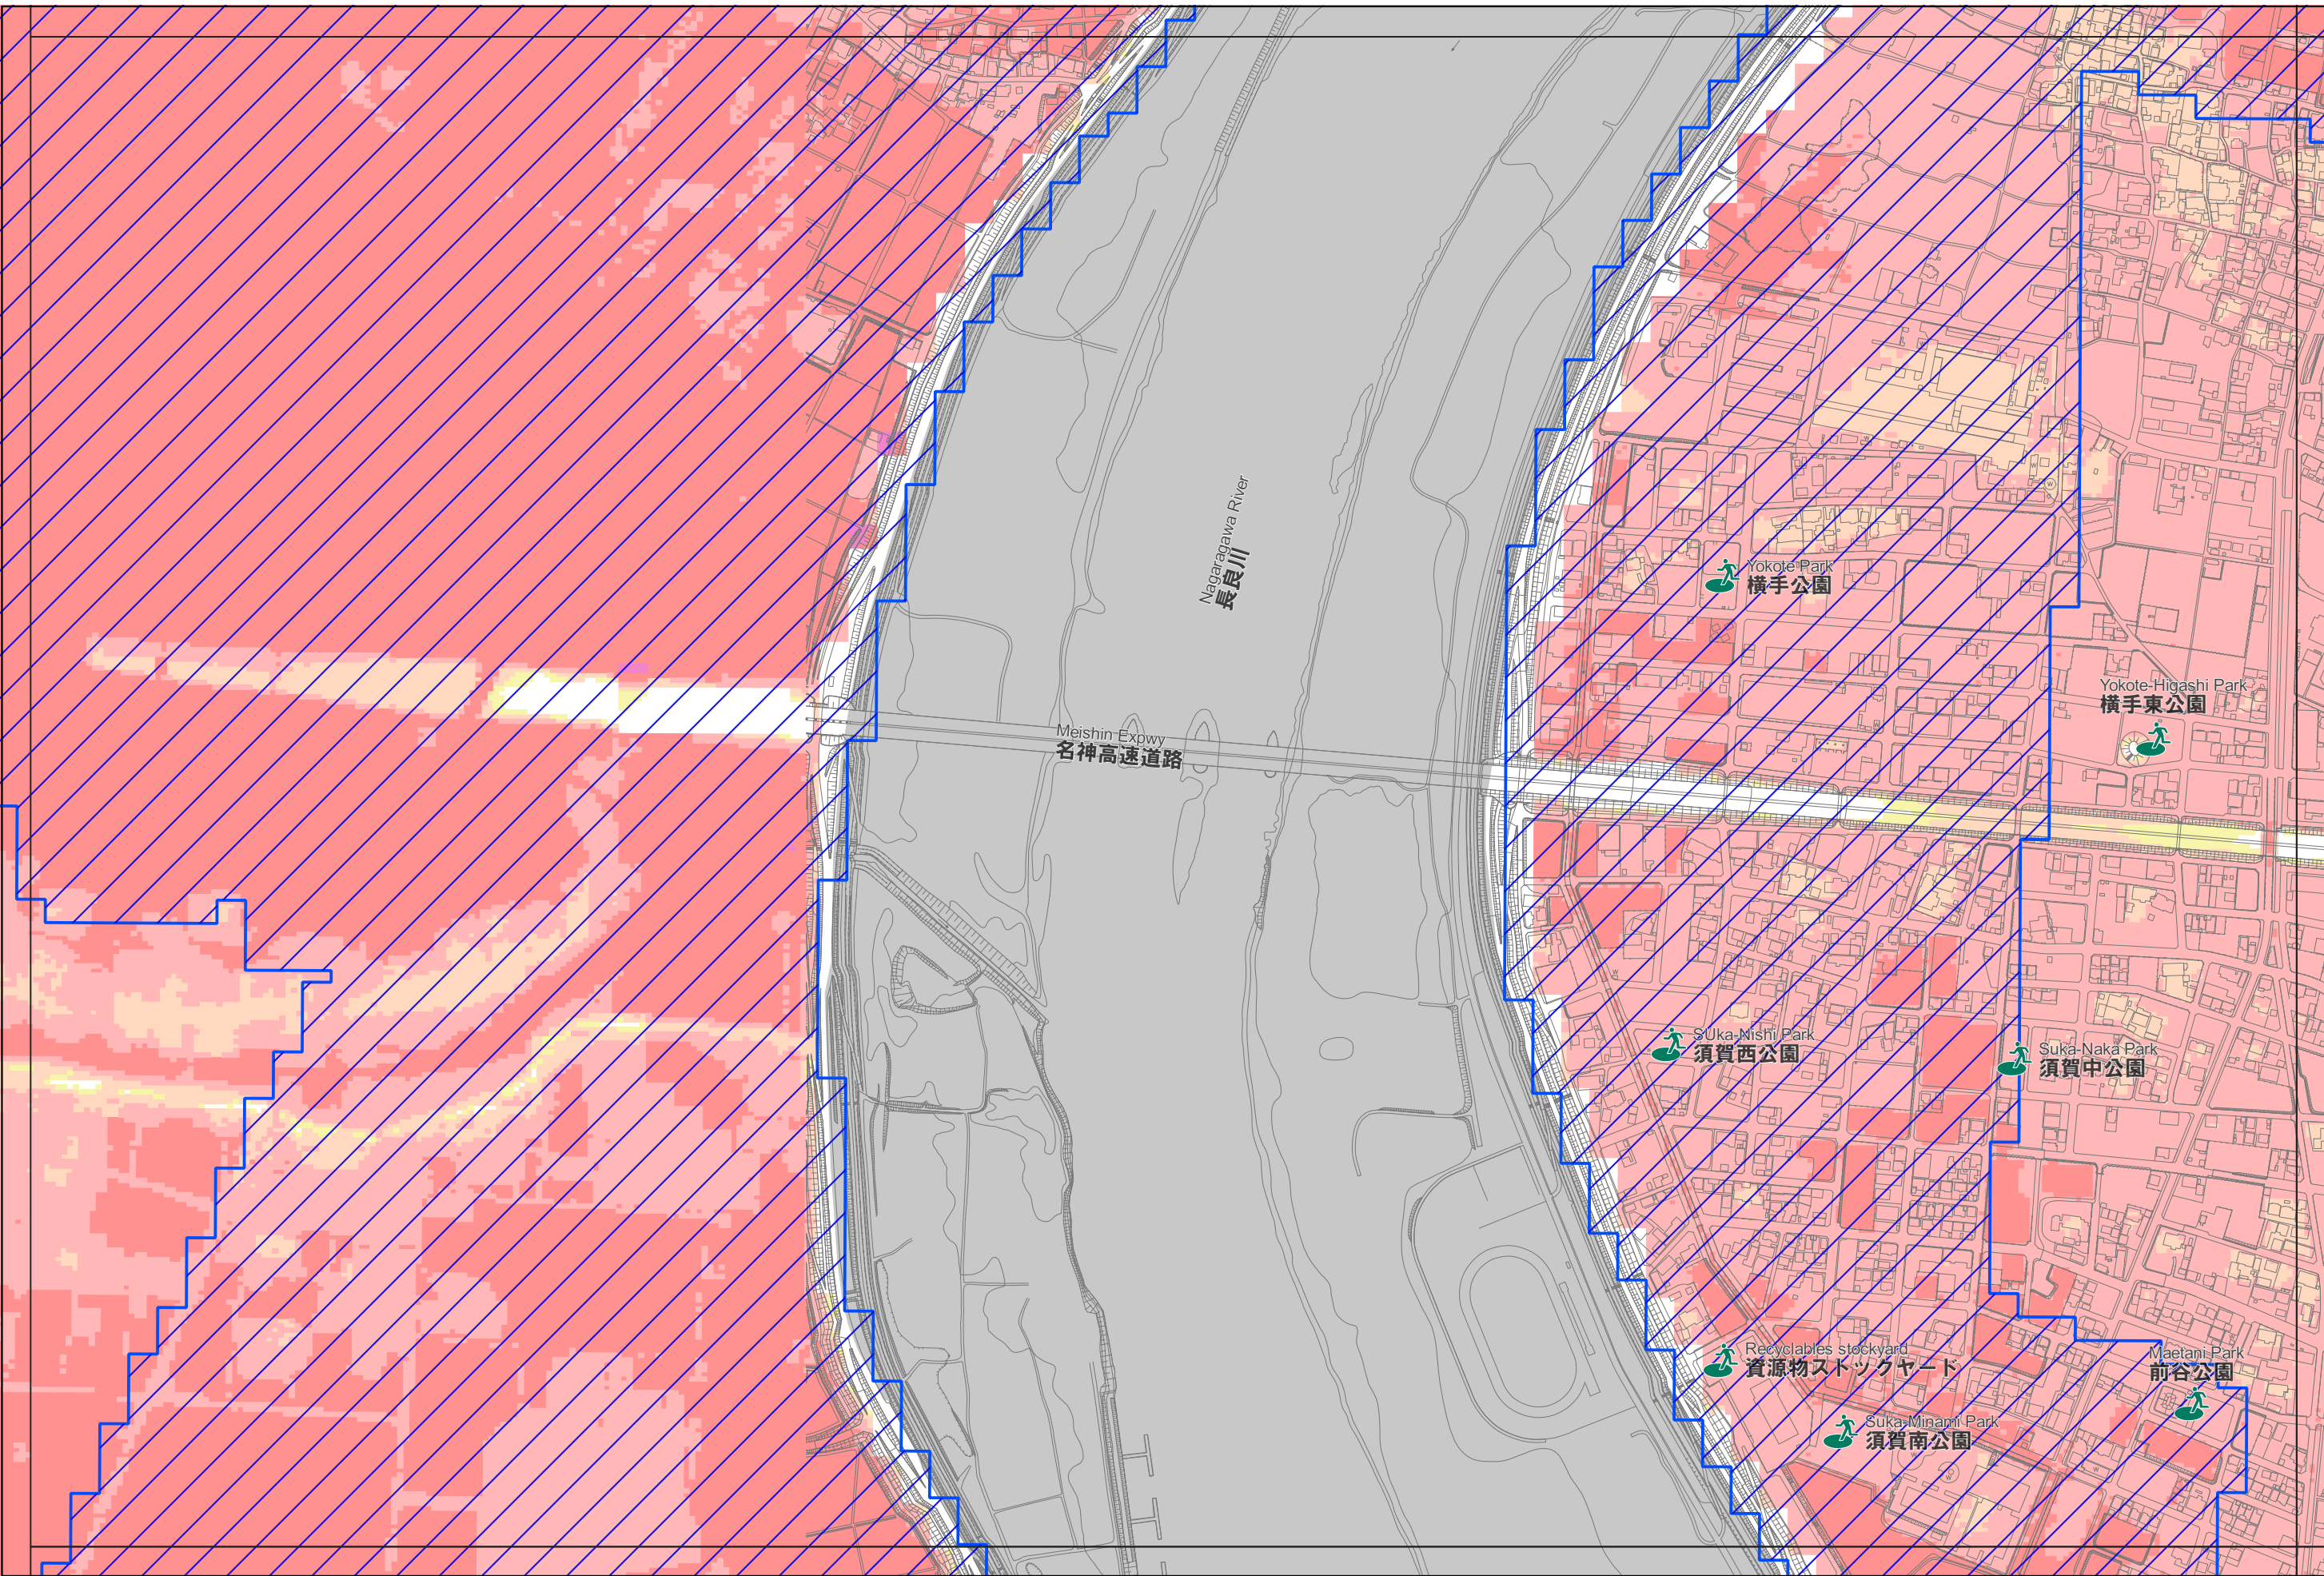 Nagaragawa River
長良川
Yokote Park
横手公園
Yokote-Higashi Park
横手東公園
Meishin Expwy
名神高速道路
SUka-Nishi Park
須賀西公園
Suka-Naka Park
須賀中公園
Recyclables stockyard
資源物ストックヤード
Maetani Park
前谷公園
Suka-Minami Park
須賀南公園